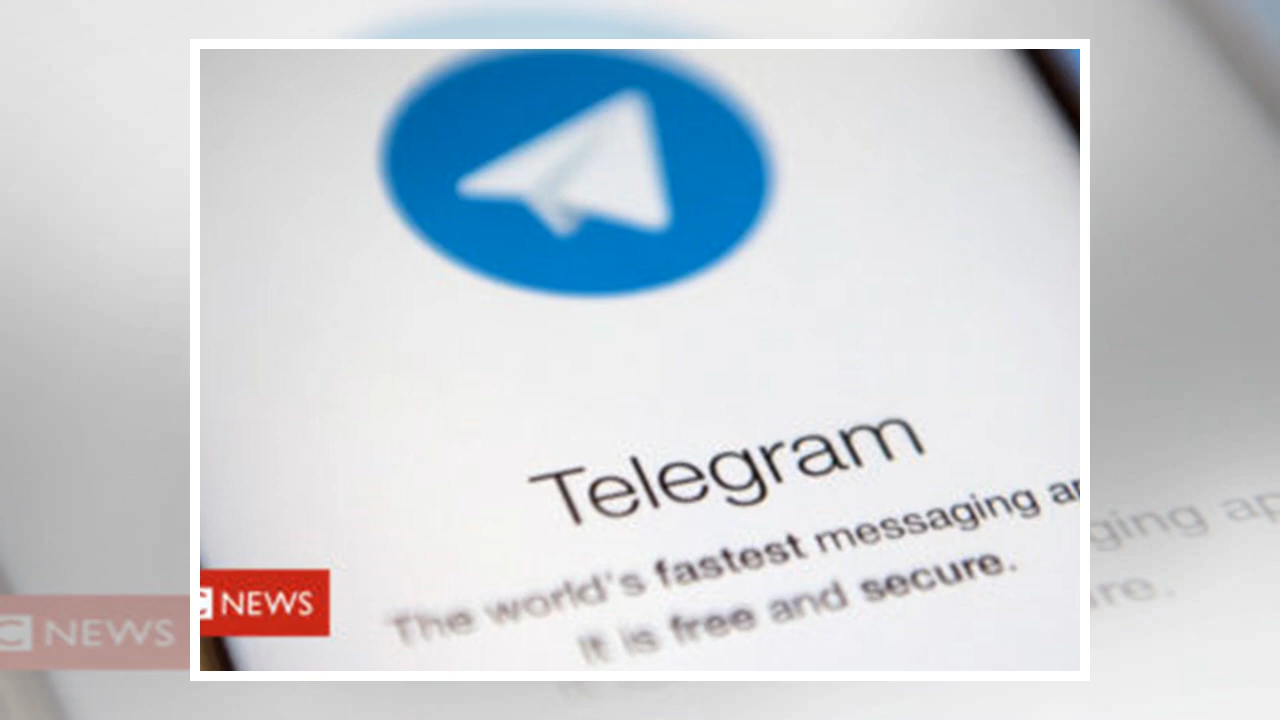 Telegram
The world's fastest messaging
It is free and secure.
C NEWS